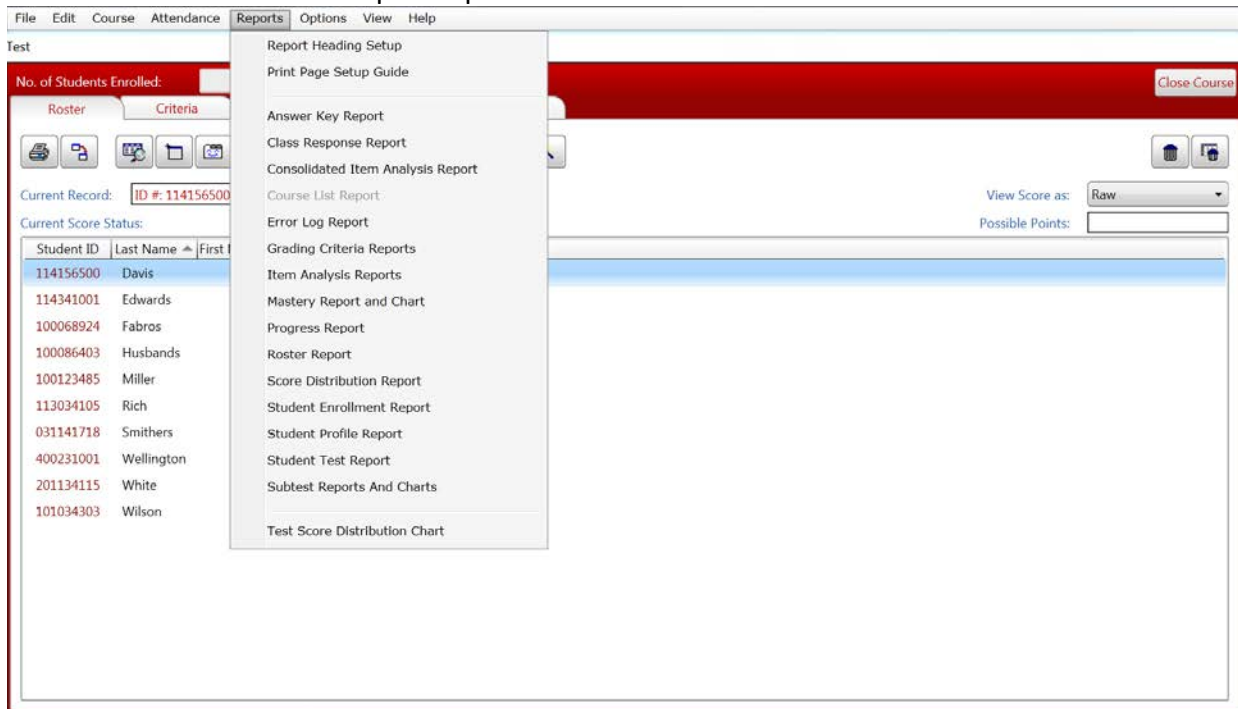 File Edit Course Attendance Reports Options View Help
Test
Report Heading Setup
Print Page Setup Guide
Answer Key Report
Class Response Report
Consolidated Item Analysis Report
Course List Report
Error Log Report
Grading Criteria Reports
Item Analysis Reports
Mastery Report and Chart
Progress Report
Roster Report
Score Distribution Report
Student Enrollment Report
Student Profile Report
Student Test Report
Subtest Reports And Charts
Test Score Distribution Chart
No. of Students Enrolled:
Close Course
Roster Criteria
Current Record: ID #: 114156500
View Score as: Raw
Current Score Status:
Possible Points:
Student ID Last Name First
114156500 Davis
114341001 Edwards
100068924 Fabros
100086403 Husbands
100123485 Miller
113034105 Rich
031141718 Smithers
400231001 Wellington
201134115 White
101034303 Wilson